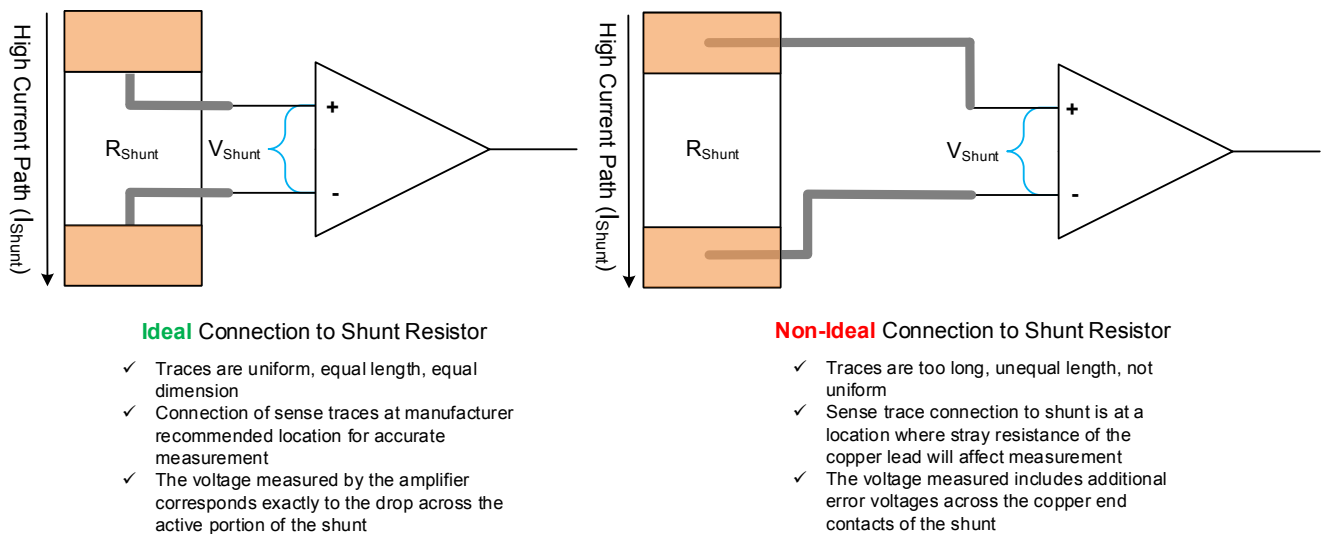 High Current Path (IShunt)
RShunt
VShunt
+
-
Ideal Connection to Shunt Resistor
✓ Traces are uniform, equal length, equal
dimension
✓ Connection of sense traces at manufacturer
recommended location for accurate
measurement
✓ The voltage measured by the amplifier
corresponds exactly to the drop across the
active portion of the shunt
High Current Path (IShunt)
RShunt
VShunt
+
-
Non-Ideal Connection to Shunt Resistor
✓ Traces are too long, unequal length, not
uniform
✓ Sense trace connection to shunt is at a
location where stray resistance of the
copper lead will affect measurement
✓ The voltage measured includes additional
error voltages across the copper end
contacts of the shunt